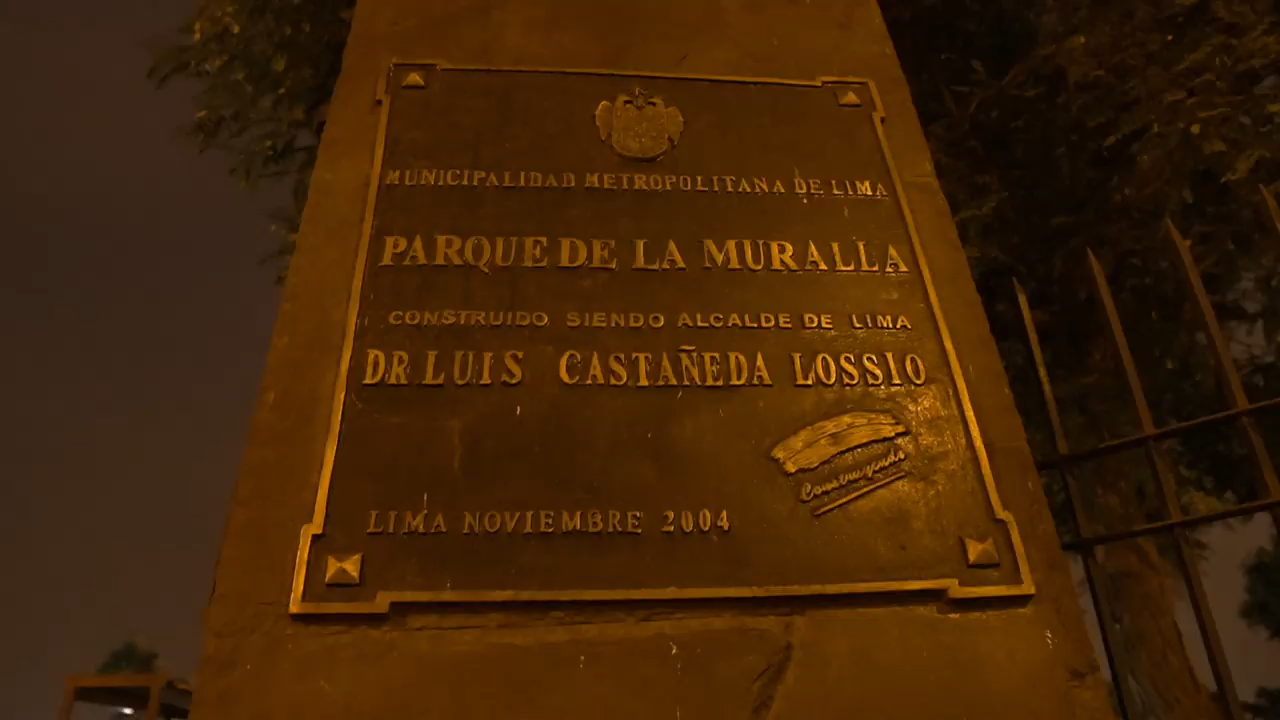 MUNICIPALIDAD METROPOLITANA DE LIMA
PARQUE DE LA MURALLA
CONSTRUIDO SIENDO ALCALDE DE LIMA
DR. LUIS CASTAÑEDA LOSSIO
Construyendo
LIMA NOVIEMBRE 2004